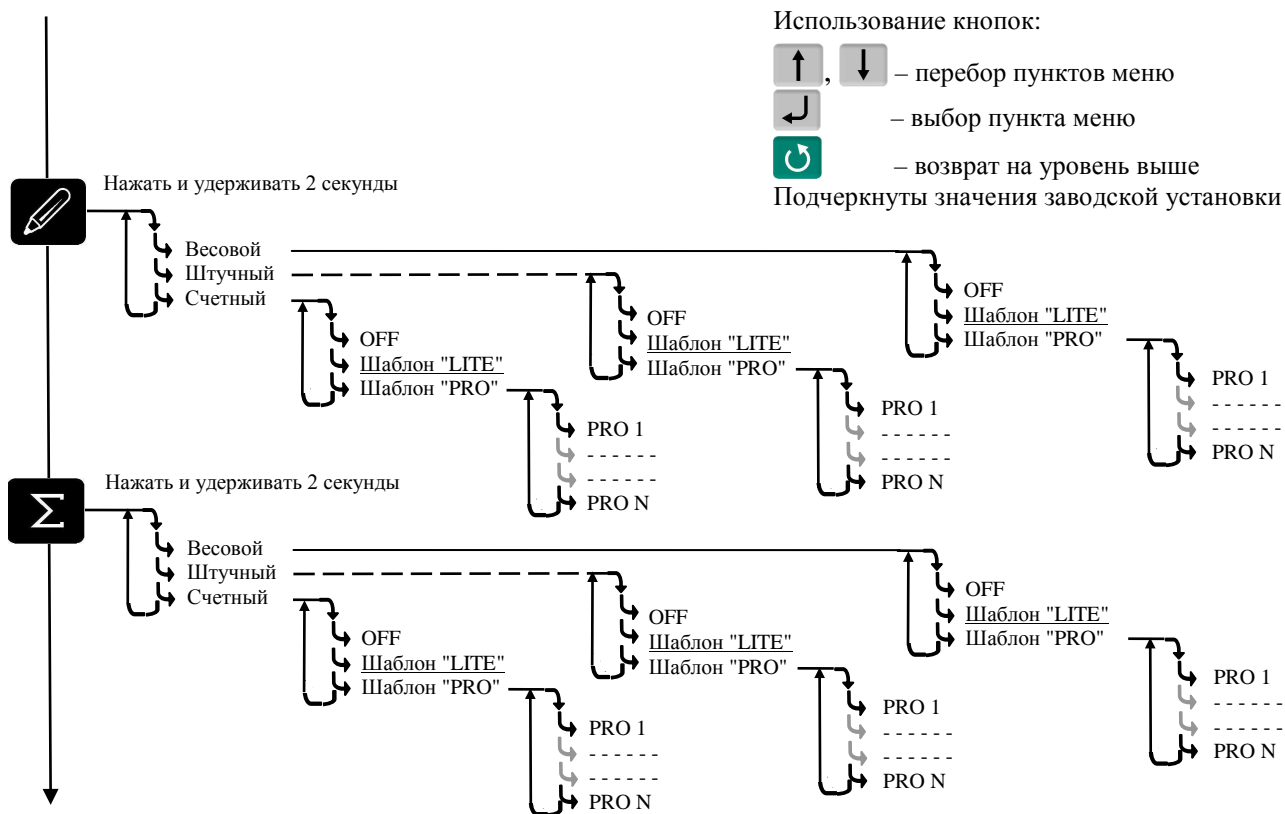 Использование кнопок:
, – перебор пунктов меню
– выбор пункта меню
– возврат на уровень выше
Подчеркнуты значения заводской установки
Нажать и удерживать 2 секунды
Весовой
Штучный
Счетный
OFF
Шаблон "LITE"
Шаблон "PRO"
PRO 1
- - - - - -
- - - - - -
PRO N
OFF
Шаблон "LITE"
Шаблон "PRO"
PRO 1
- - - - - -
- - - - - -
PRO N
OFF
Шаблон "LITE"
Шаблон "PRO"
PRO 1
- - - - - -
- - - - - -
PRO N
Нажать и удерживать 2 секунды
Σ
Весовой
Штучный
Счетный
OFF
Шаблон "LITE"
Шаблон "PRO"
PRO 1
- - - - - -
- - - - - -
PRO N
OFF
Шаблон "LITE"
Шаблон "PRO"
PRO 1
- - - - - -
- - - - - -
PRO N
OFF
Шаблон "LITE"
Шаблон "PRO"
PRO 1
- - - - - -
- - - - - -
PRO N